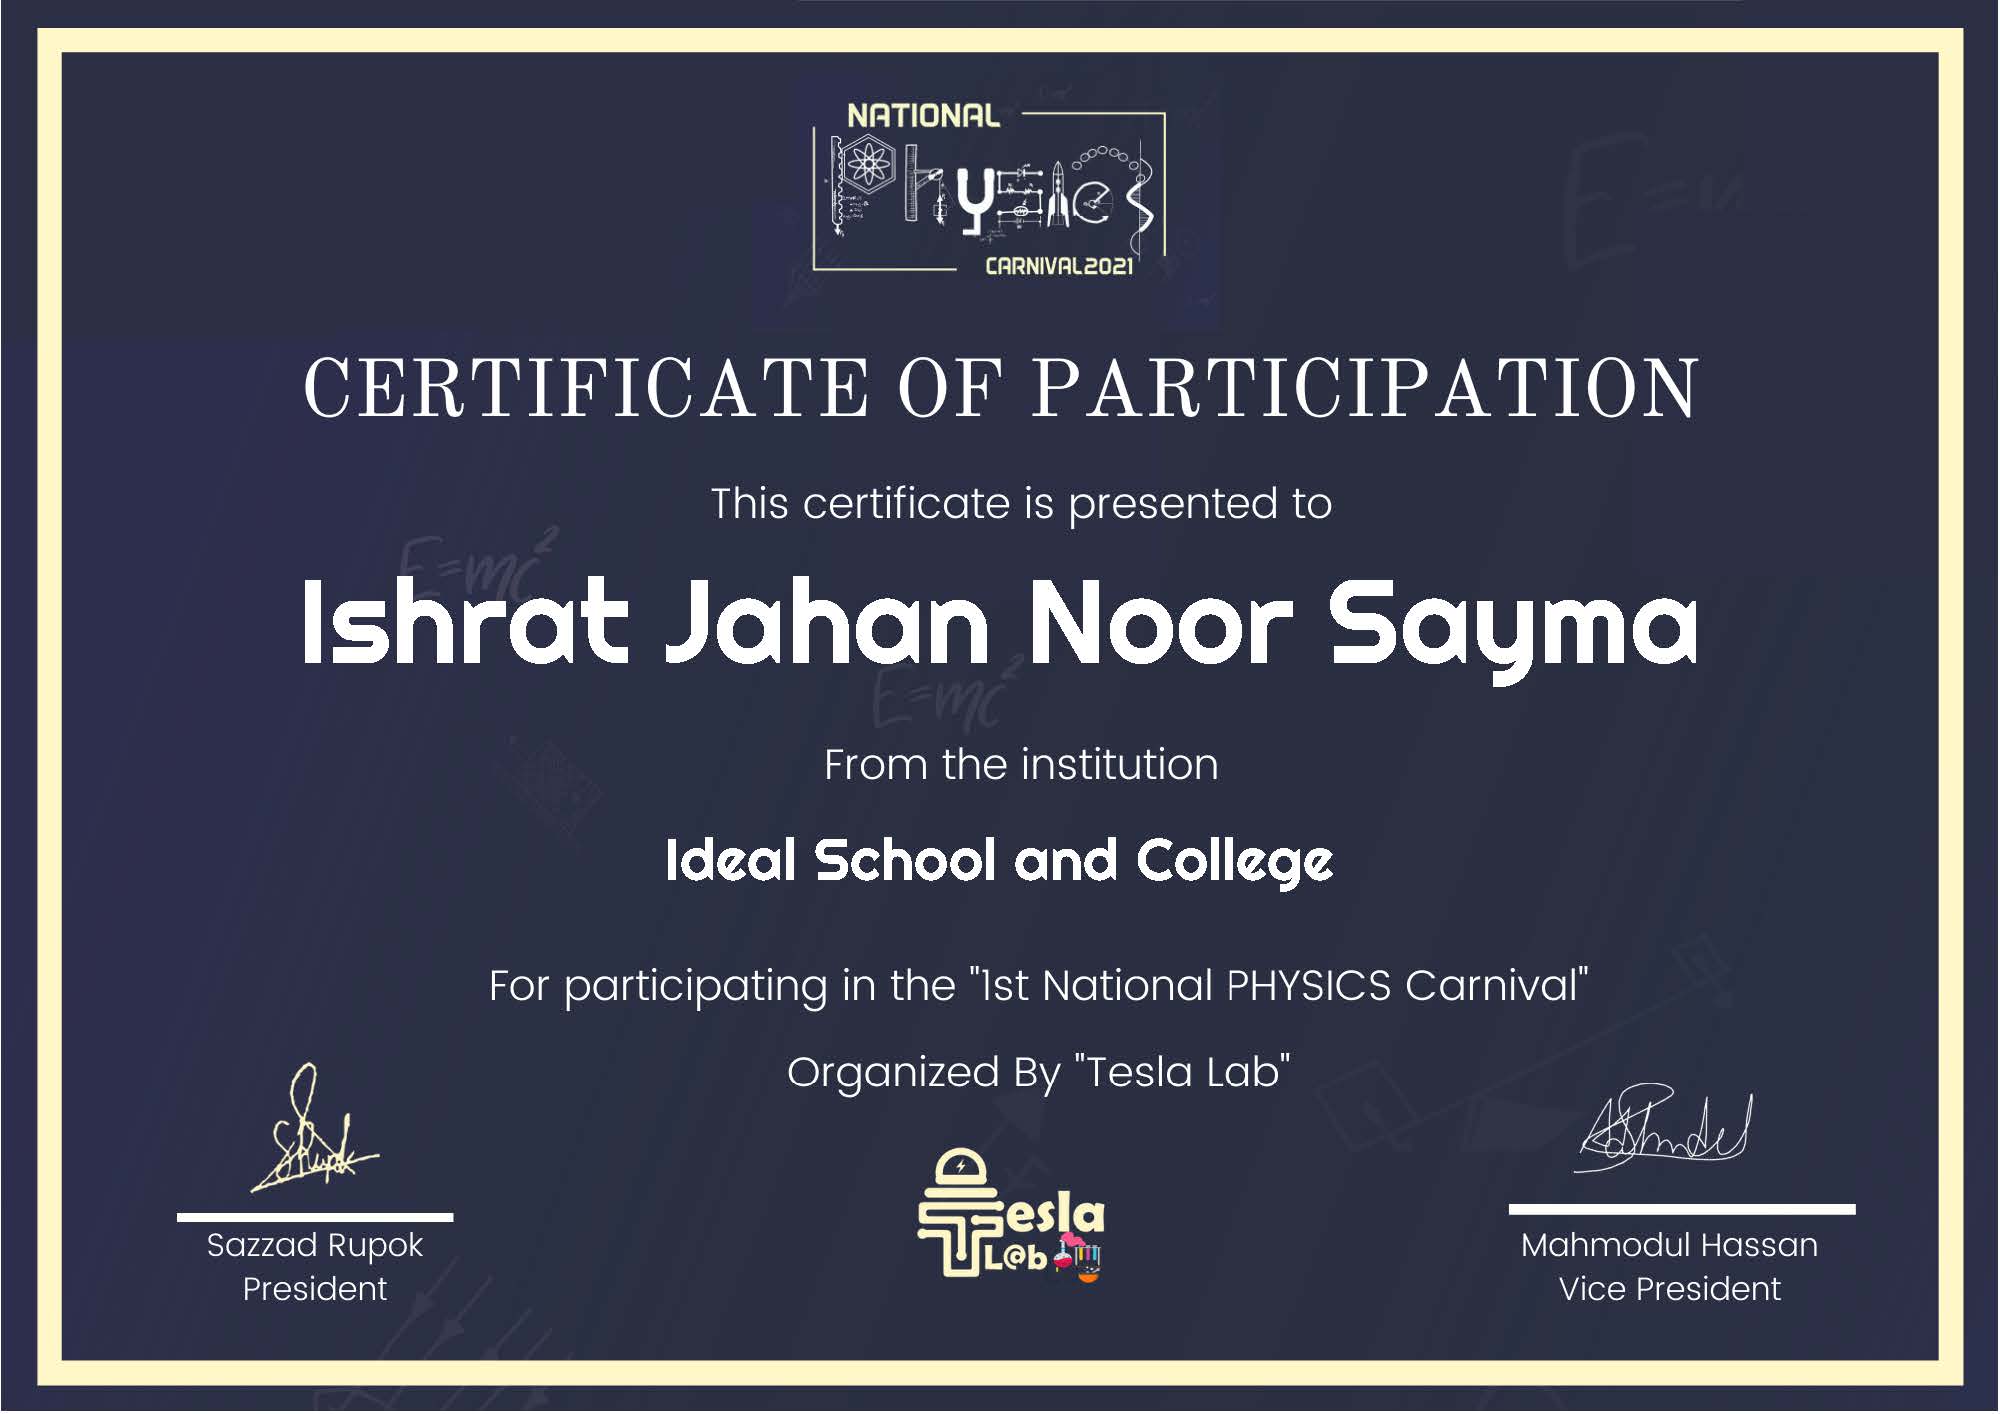 NATIONAL
PhysicS
CARNIVAL2021
E=m
CERTIFICATE OF PARTICIPATION
This certificate is presented to
E=mc²
Ishrat Jahan Noor Sayma
E=mc²
From the institution
Ideal School and College
For participating in the "1st National PHYSICS Carnival"
Organized By "Tesla Lab"
Sazzad Rupok
President
Tesla
L@b
Mahmodul Hassan
Vice President